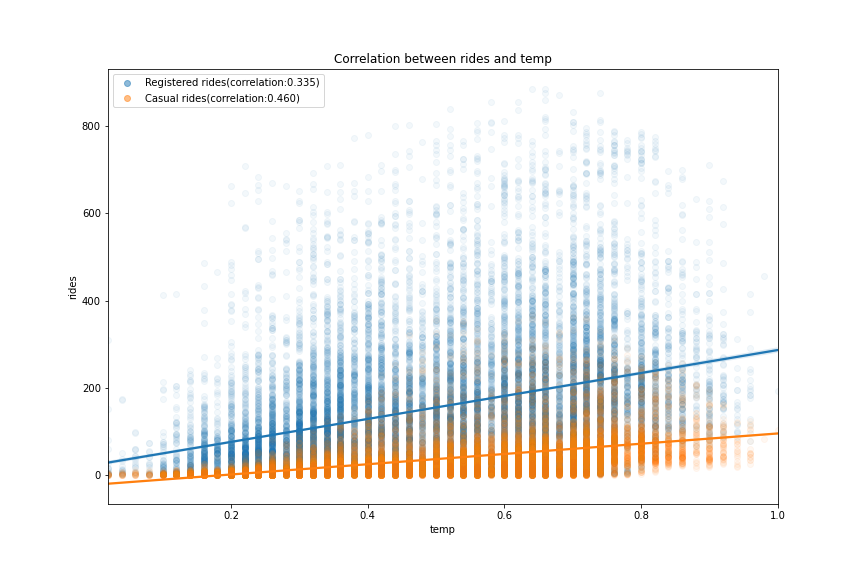 Correlation between rides and temp
Registered rides(correlation:0.335)
Casual rides(correlation:0.460)
800
600
400
200
0
rides
0.2 0.4 0.6 0.8 1.0
temp